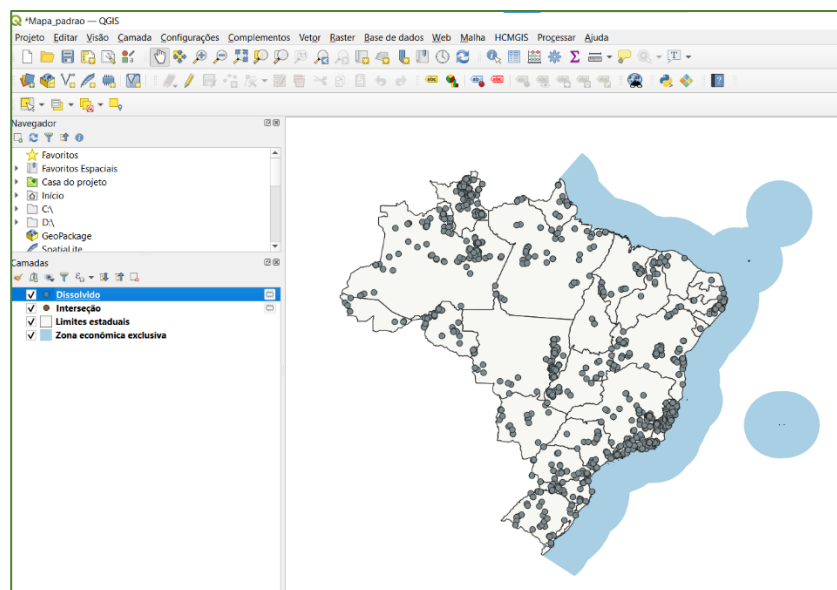 *Mapa_padrao — QGIS
Projeto Editar Visão Camada Configurações Complementos Vetor Raster Base de dados Web Malha HCMGIS Processar Ajuda
Navegador
Favoritos
Favoritos Espaciais
Casa do projeto
Início
C:\
D:\
GeoPackage
SpatiaLite
Camadas
Dissolvido
Interseção
Limites estaduais
Zona econômica exclusiva